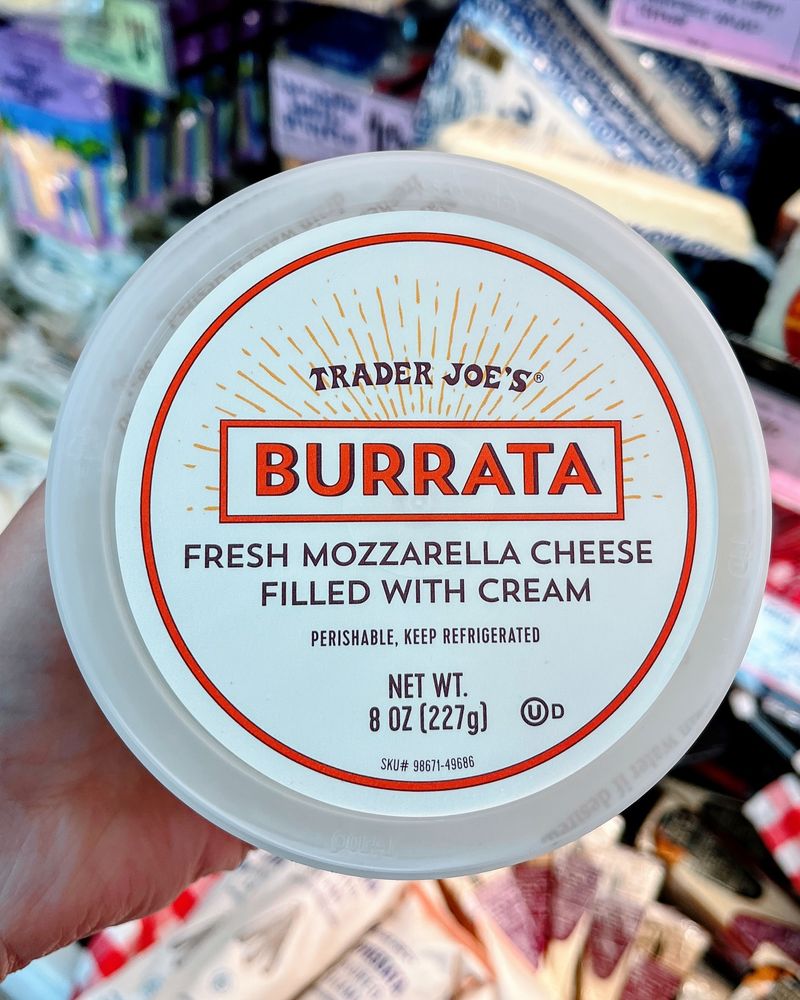 TRADER JOE'S®
BURRATA
FRESH MOZZARELLA CHEESE
FILLED WITH CREAM
PERISHABLE, KEEP REFRIGERATED
NET WT.
8 OZ (227g)
U D
SKU# 98671-49686